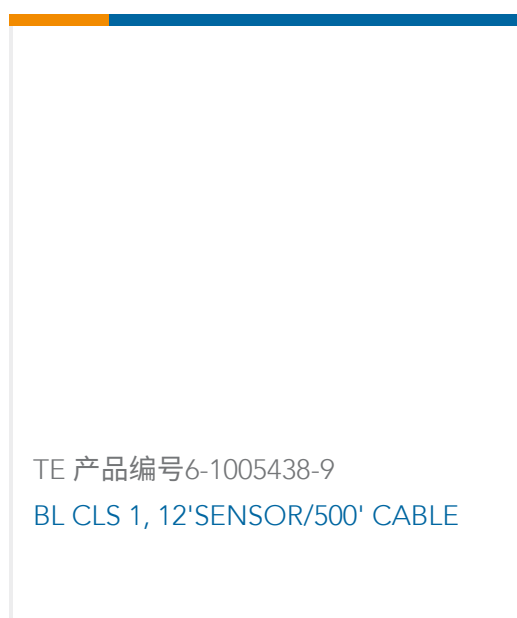 TE 产品编号6-1005438-9
BL CLS 1, 12'SENSOR/500' CABLE